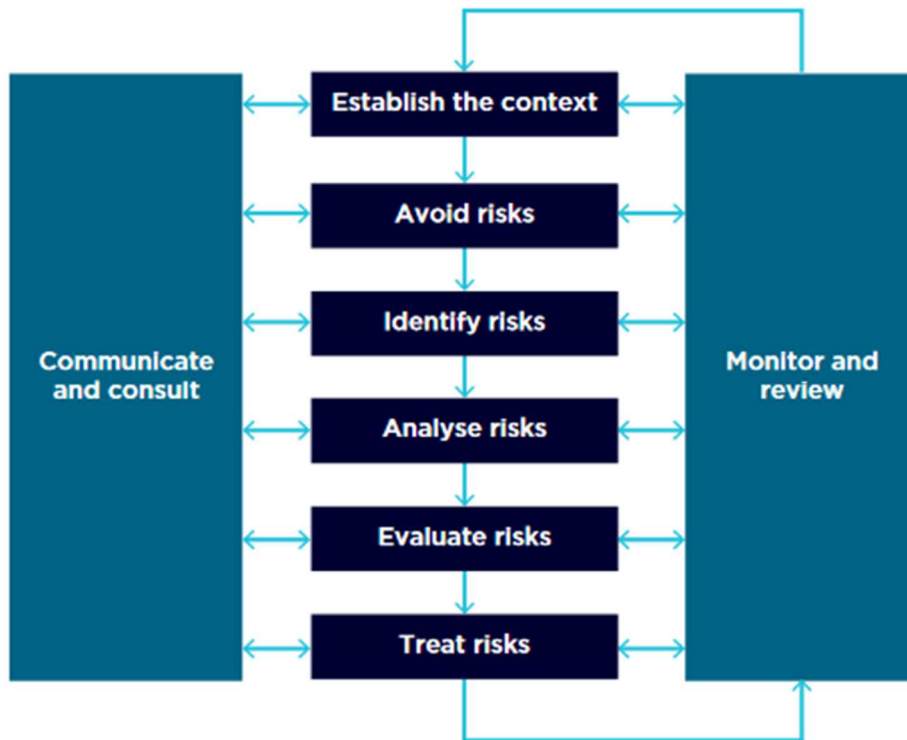 Establish the context
Avoid risks
Identify risks
Communicate
and consult
Monitor and
review
Analyse risks
Evaluate risks
Treat risks